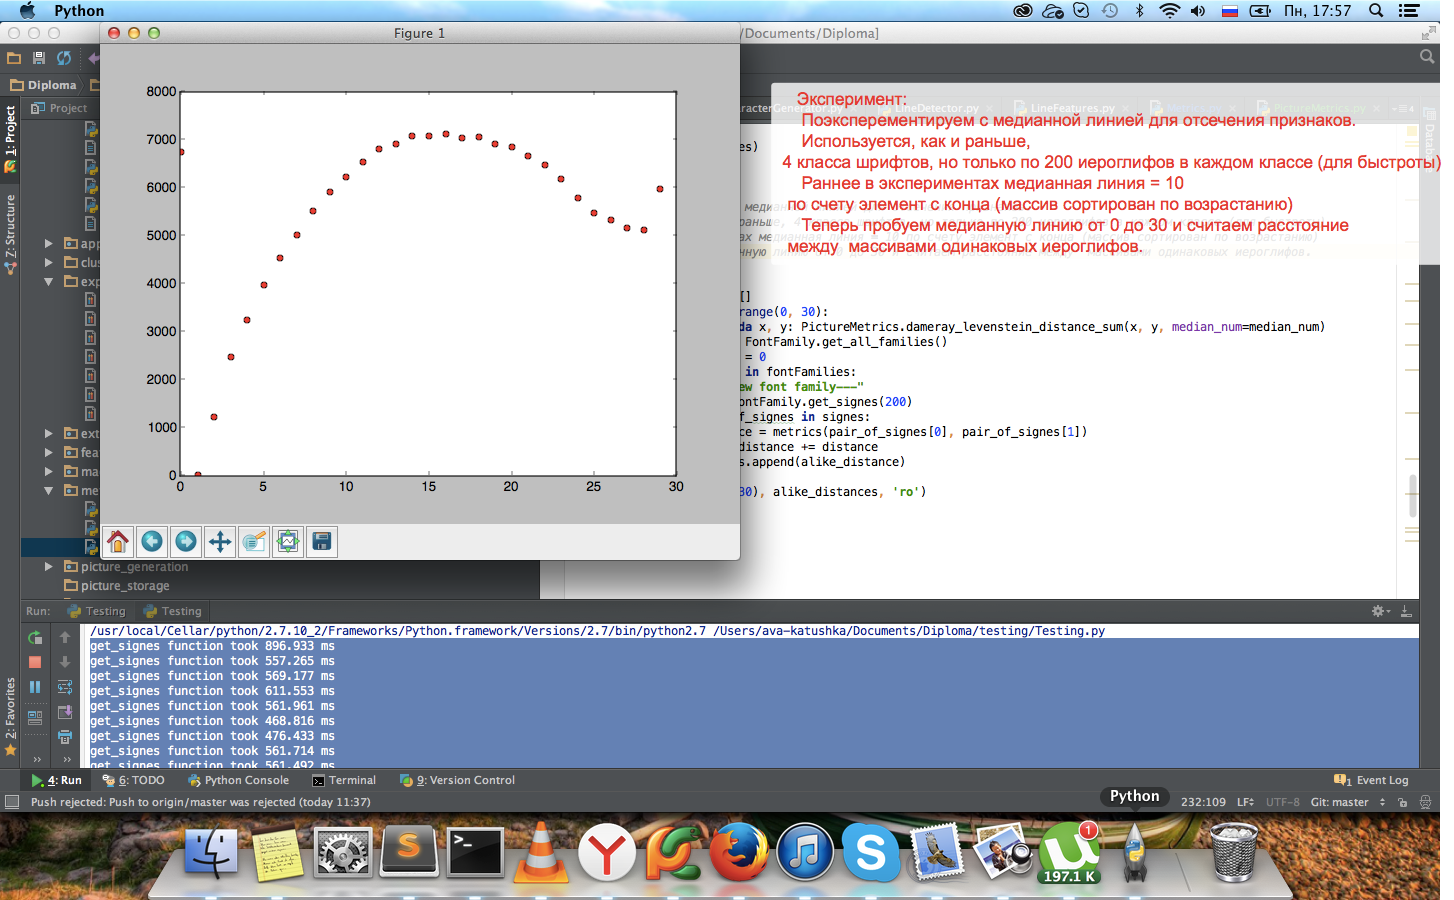 Python
Пн, 17:57
Figure 1
/Documents/Diploma]
Diploma
Project
LineDetector.py
LineFeatures.py
Metrics.py
PictureMetrics.py
Эксперимент:
Поэксперементируем с медианной линией для отсечения признаков.
Используется, как и раньше,
4 класса шрифтов, но только по 200 иероглифов в каждом классе (для быстроты)
Раннее в экспериментах медианная линия = 10
по счету элемент с конца (массив сортирован по возрастанию)
Теперь пробуем медианную линию от 0 до 30 и считаем расстояние
между массивами одинаковых иероглифов.
8000
7000
6000
5000
4000
3000
2000
1000
0
0 5 10 15 20 25 30
1: Project
7: Structure
2: Favorites
app
clu
exp
ext
fea
ma
me
picture_generation
picture_storage
[]
range(0, 30):
da x, y: PictureMetrics.dameray_levenstein_distance_sum(x, y, median_num=median_num)
FontFamily.get_all_families()
= 0
in fontFamilies:
ew font family---"
ontFamily.get_signes(200)
f_signes in signes:
ce = metrics(pair_of_signes[0], pair_of_signes[1])
distance += distance
s.append(alike_distance)
30), alike_distances, 'ro')
Run: Testing Testing
/usr/local/Cellar/python/2.7.10_2/Frameworks/Python.framework/Versions/2.7/bin/python2.7 /Users/ava-katushka/Documents/Diploma/testing/Testing.py
get_signes function took 896.933 ms
get_signes function took 557.265 ms
get_signes function took 569.177 ms
get_signes function took 611.553 ms
get_signes function took 561.961 ms
get_signes function took 468.816 ms
get_signes function took 476.433 ms
get_signes function took 561.714 ms
get_signes function took 561.492 ms
4: Run 6: TODO Python Console Terminal 9: Version Control 1 Event Log
Push rejected: Push to origin/master was rejected (today 11:37)
232:109 LF UTF-8 Git: master
Python
1
197.1 K